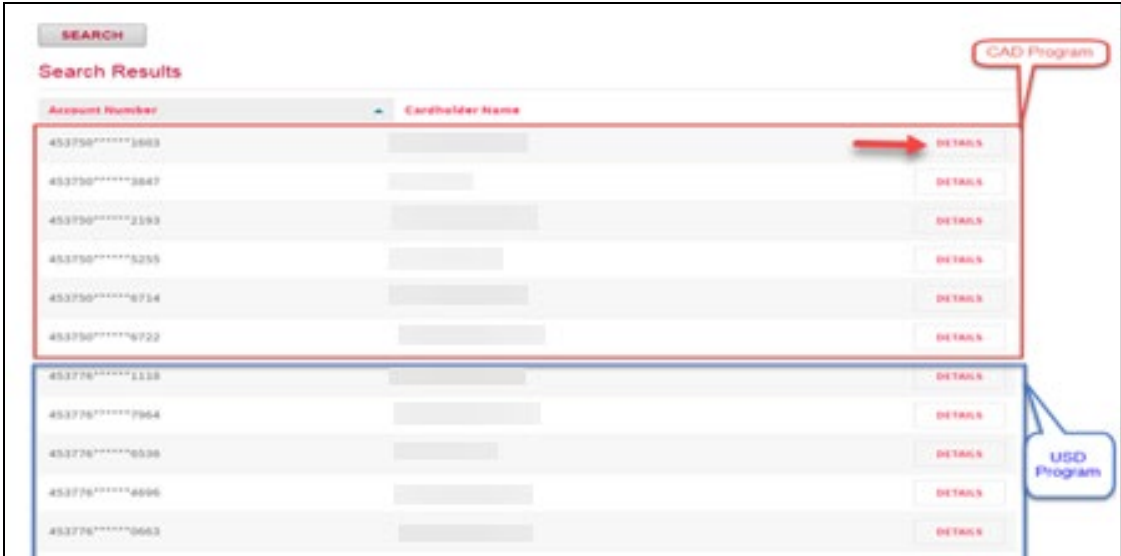 SEARCH
CAD Program
Search Results
Account Number Cardholder Name
453750******1603 DETAILS
453750******3847 DETAILS
453750******2193 DETAILS
453750******5255 DETAILS
453750******6714 DETAILS
453750******6722 DETAILS
453776******1118 DETAILS
453776******7964 DETAILS
453776******6536 DETAILS
USD
Program
453776******4696 DETAILS
453776******0663 DETAILS